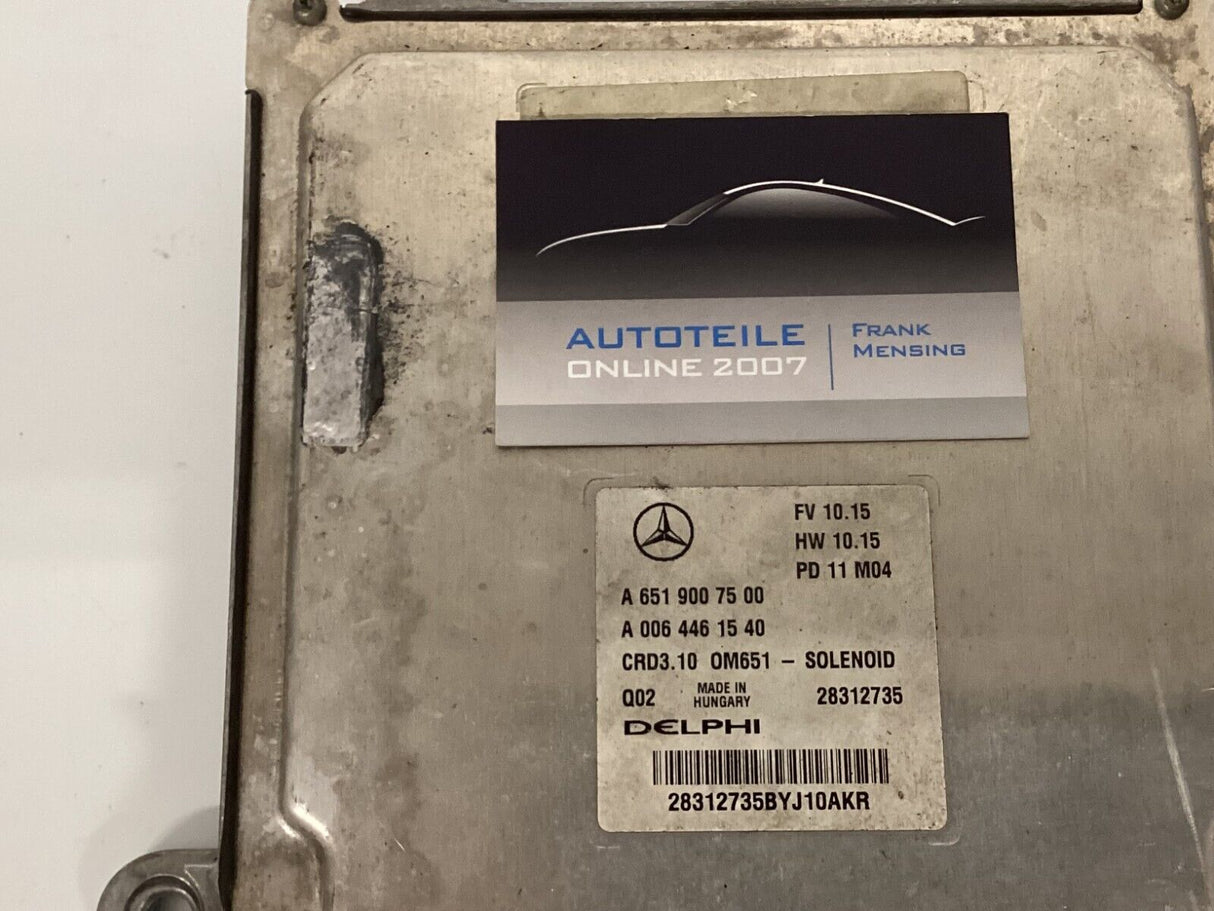 AUTOTEILE
ONLINE 2007
FRANK
MENSING
FV 10.15
HW 10.15
PD 11 M04
A 651 900 75 00
A 006 446 15 40
CRD3.10 OM651 – SOLENOID
Q02 MADE IN HUNGARY 28312735
DELPHI
28312735BYJ10AKR